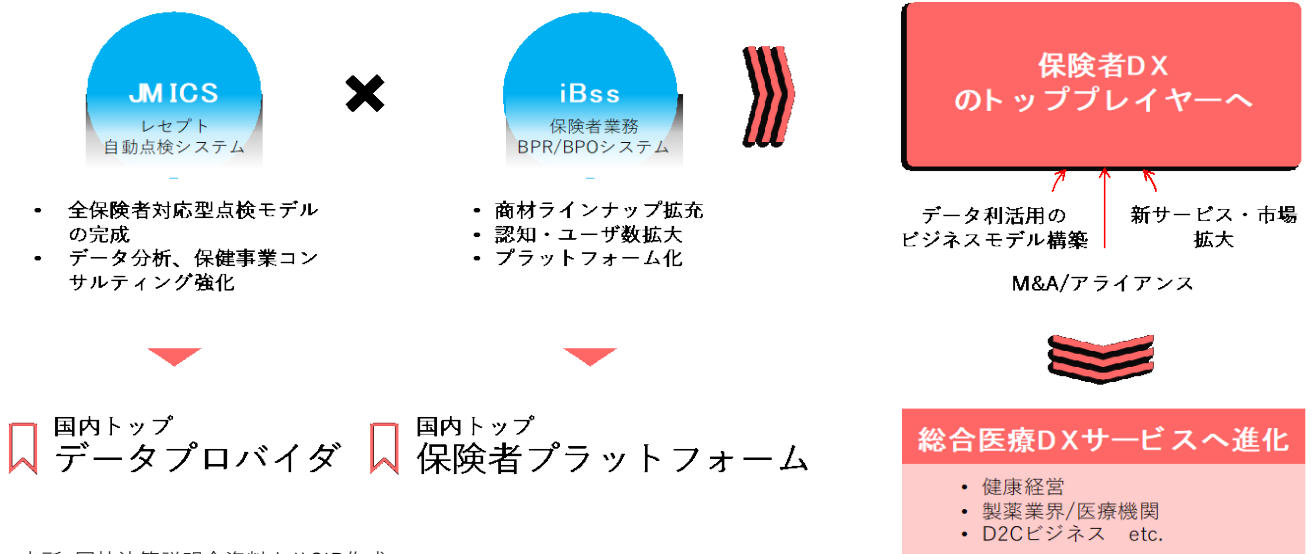 JMICS
レセプト
自動点検システム
iBss
保険者業務
BPR/BPOシステム
保険者DX
のトッププレイヤーへ
• 全保険者対応型点検モデル
の完成
• データ分析、保健事業コン
サルティング強化
• 商材ラインナップ拡充
• 認知・ユーザ数拡大
• プラットフォーム化
データ利活用の
ビジネスモデル構築
新サービス・市場
拡大
M&A/アライアンス
国内トップ
データプロバイダ
国内トップ
保険者プラットフォーム
総合医療DXサービスへ進化
• 健康経営
• 製薬業界/医療機関
• D2Cビジネス etc.